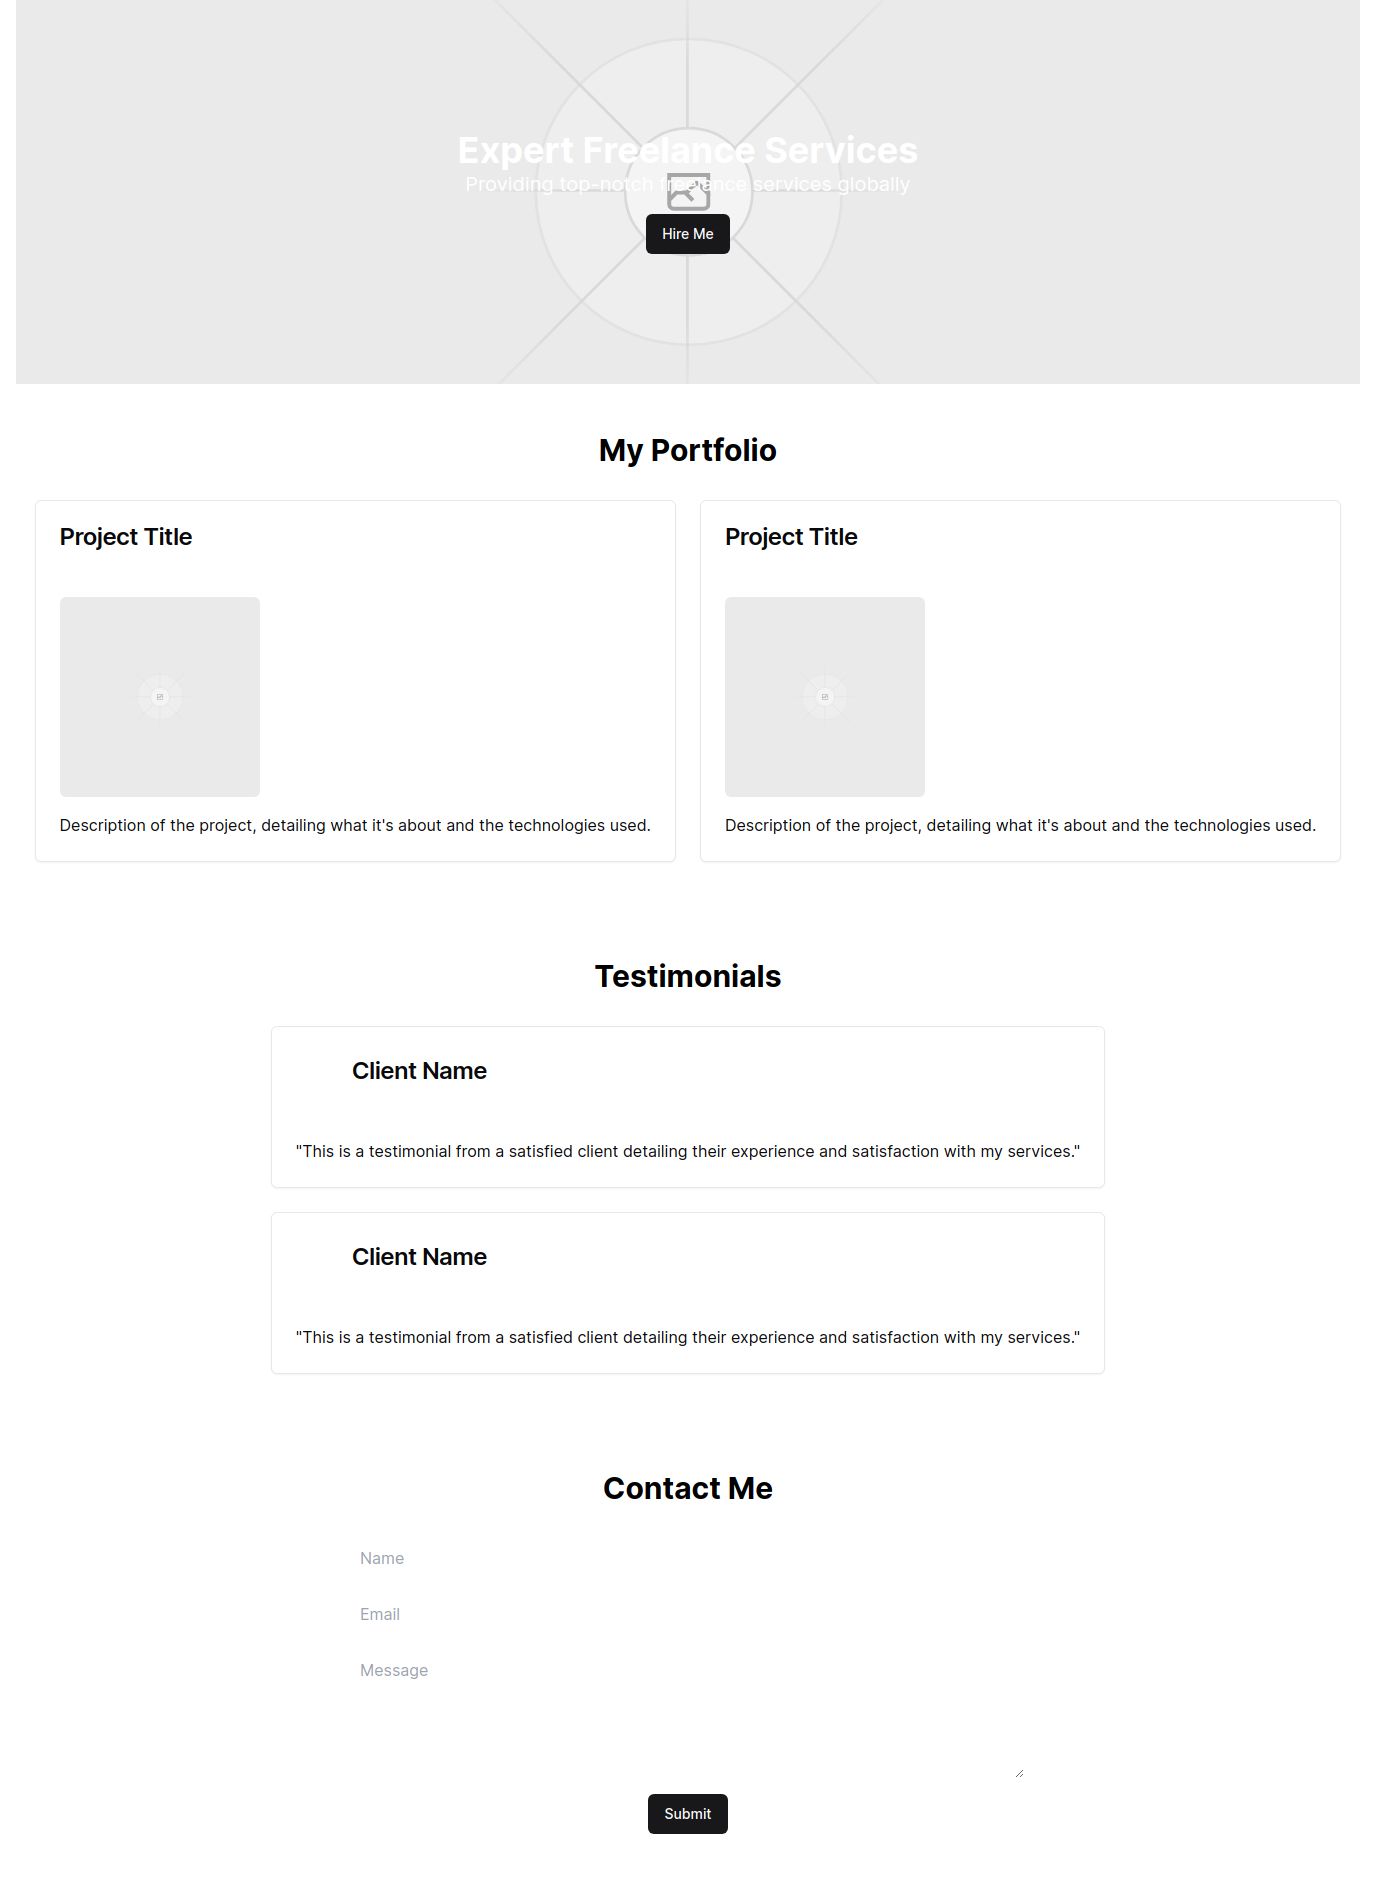 Expert Freelance Services
Providing top-notch freelance services globally
Hire Me
My Portfolio
Project Title
Description of the project, detailing what it's about and the technologies used.
Project Title
Description of the project, detailing what it's about and the technologies used.
Testimonials
Client Name
"This is a testimonial from a satisfied client detailing their experience and satisfaction with my services."
Client Name
"This is a testimonial from a satisfied client detailing their experience and satisfaction with my services."
Contact Me
Name
Email
Message
Submit